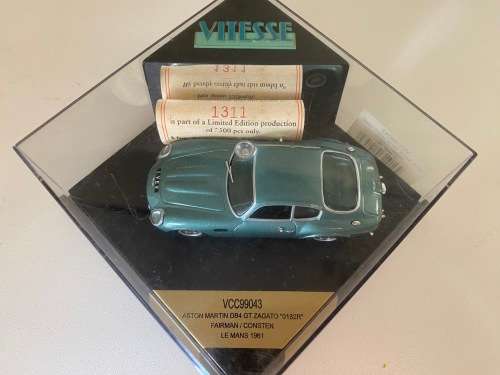 VITESSE
1311
1311
is part of a Limited Edition production
of 7500 pcs only.
VCC99043
ASTON MARTIN DB4 GT ZAGATO "0182R"
FAIRMAN / CONSTEN
LE MANS 1961